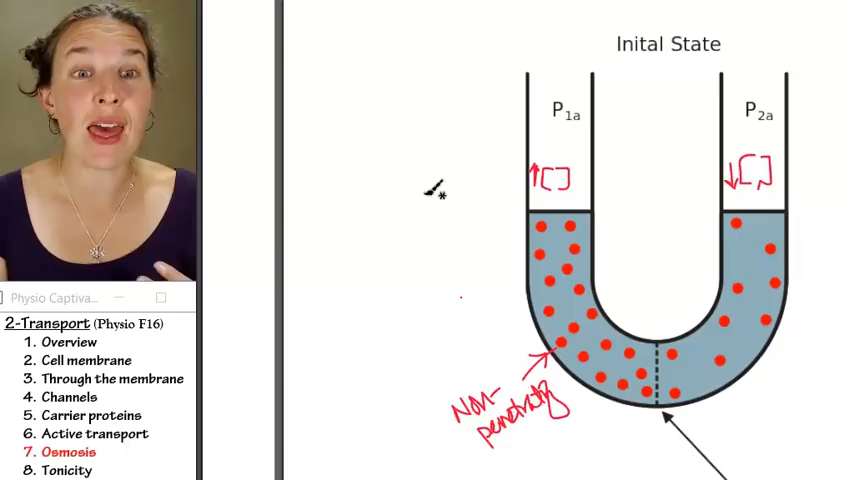 Inital State
P1a
P2a
↑[]
↓[]
Non-
penetrating
Physio Captiva...
2-Transport (Physio F16)
1. Overview
2. Cell membrane
3. Through the membrane
4. Channels
5. Carrier proteins
6. Active transport
7. Osmosis
8. Tonicity